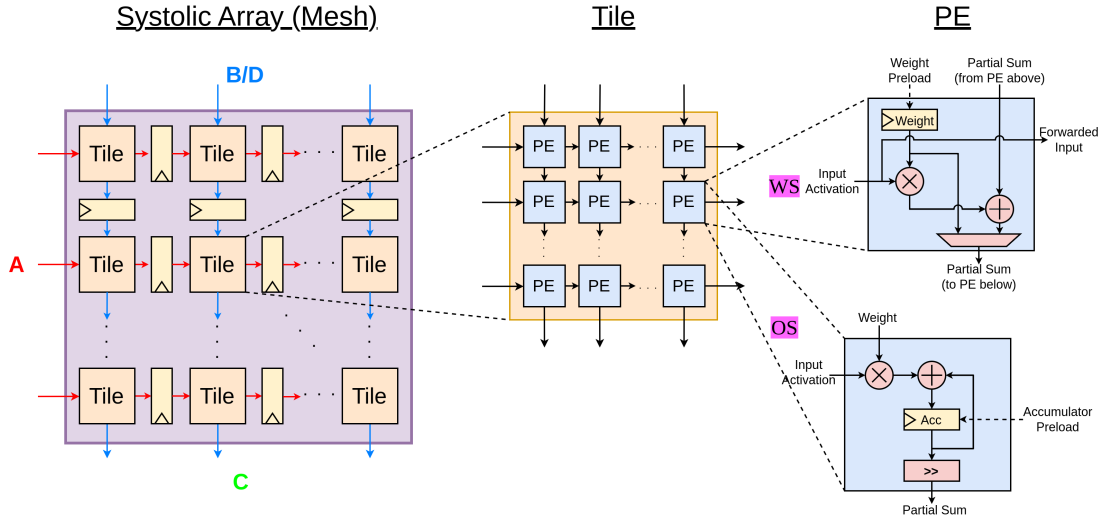 Systolic Array (Mesh)
Tile
PE
B/D
A
C
Tile
Tile
Tile
Tile
Tile
Tile
Tile
Tile
Tile
PE
PE
PE
PE
PE
PE
PE
PE
PE
WS
Weight
Preload
Partial Sum
(from PE above)
Weight
Forwarded
Input
Input
Activation
Partial Sum
(to PE below)
OS
Weight
Input
Activation
Acc
Accumulator
Preload
>>
Partial Sum